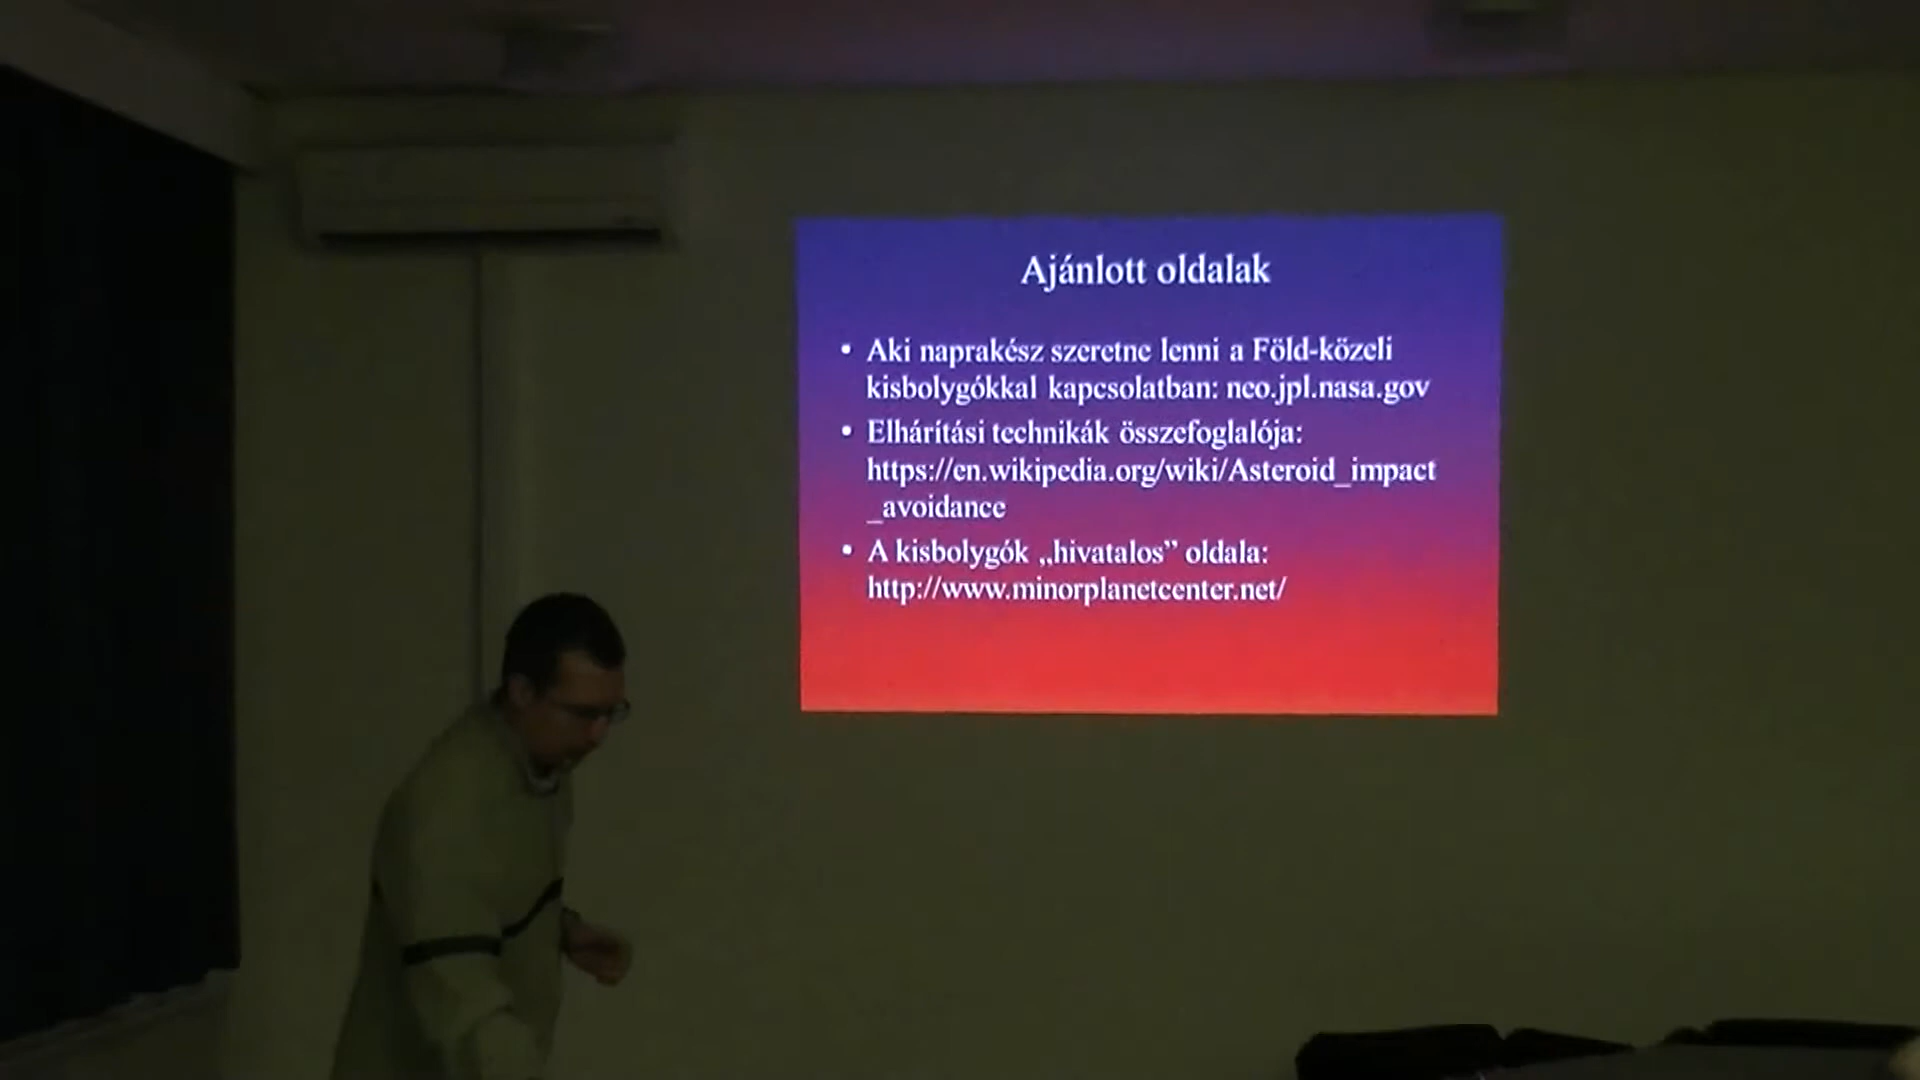 Ajánlott oldalak
• Aki naprakész szeretne lenni a Föld-közeli
kisbolygókkal kapcsolatban: neo.jpl.nasa.gov
• Elhárítási technikák összefoglalója:
https://en.wikipedia.org/wiki/Asteroid_impact
_avoidance
• A kisbolygók „hivatalos” oldala:
http://www.minorplanetcenter.net/